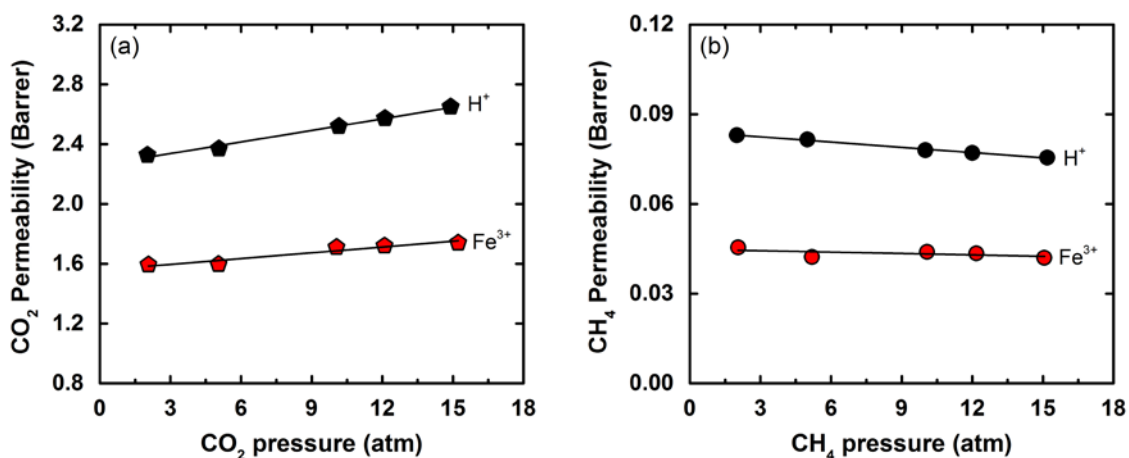 (a)
CO₂ Permeability (Barrer)
3.2
2.8
2.4
2.0
1.6
1.2
0.8
H⁺
Fe³⁺
0 3 6 9 12 15 18
CO₂ pressure (atm)
(b)
CH₄ Permeability (Barrer)
0.12
0.09
0.06
0.03
0.00
H⁺
Fe³⁺
0 3 6 9 12 15 18
CH₄ pressure (atm)